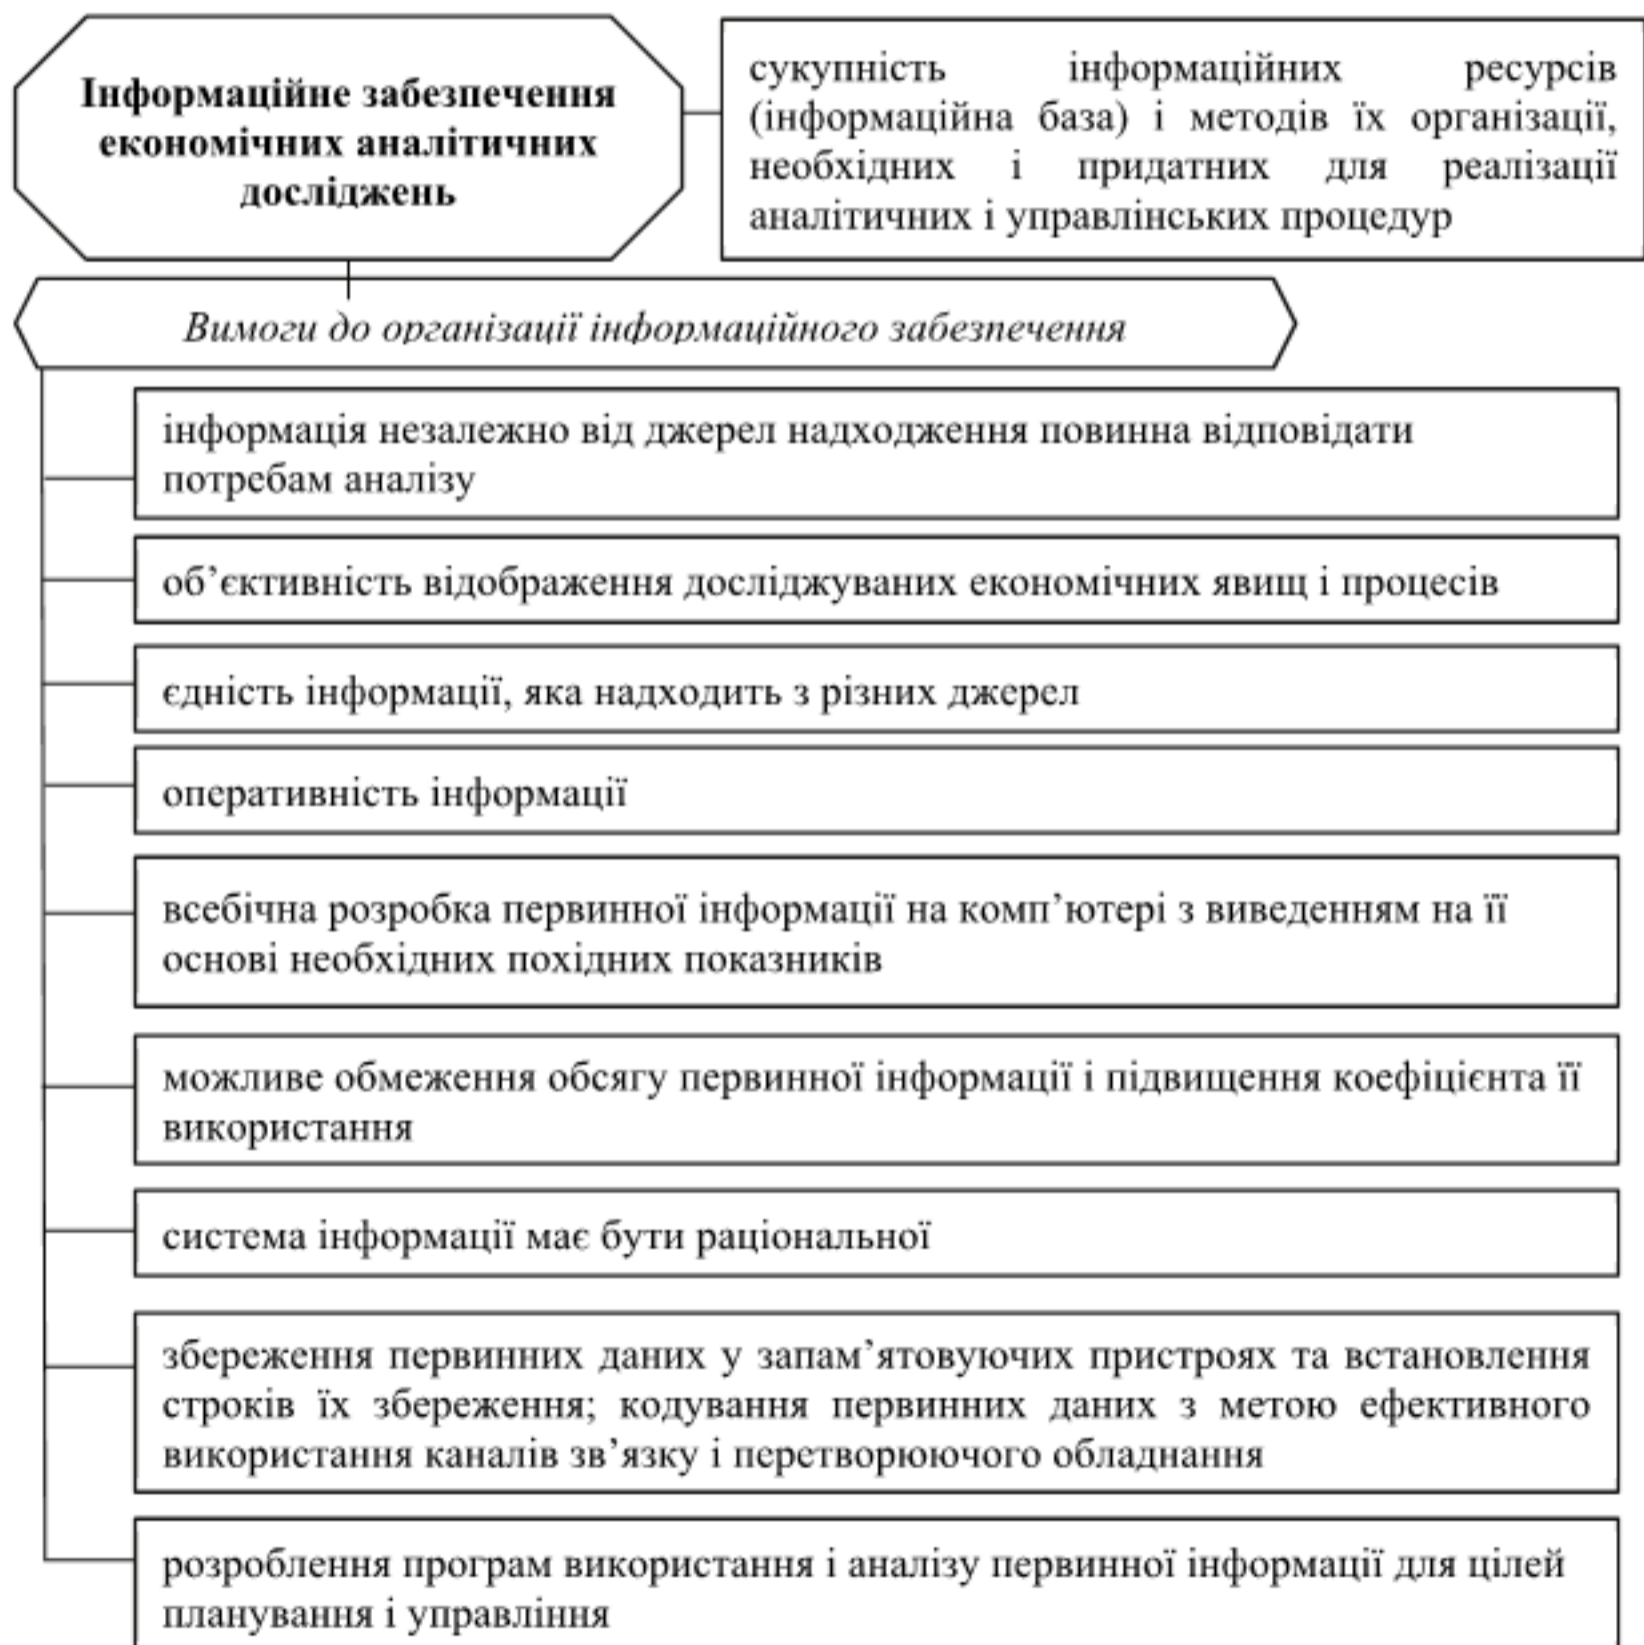 Інформаційне забезпечення
економічних аналітичних
досліджень
сукупність інформаційних ресурсів
(інформаційна база) і методів їх організації,
необхідних і придатних для реалізації
аналітичних і управлінських процедур
Вимоги до організації інформаційного забезпечення
інформація незалежно від джерел надходження повинна відповідати
потребам аналізу
об’єктивність відображення досліджуваних економічних явищ і процесів
єдність інформації, яка надходить з різних джерел
оперативність інформації
всебічна розробка первинної інформації на комп’ютері з виведенням на її
основі необхідних похідних показників
можливе обмеження обсягу первинної інформації і підвищення коефіцієнта її
використання
система інформації має бути раціональної
збереження первинних даних у запам’ятовуючих пристроях та встановлення
строків їх збереження; кодування первинних даних з метою ефективного
використання каналів зв’язку і перетворюючого обладнання
розроблення програм використання і аналізу первинної інформації для цілей
планування і управління